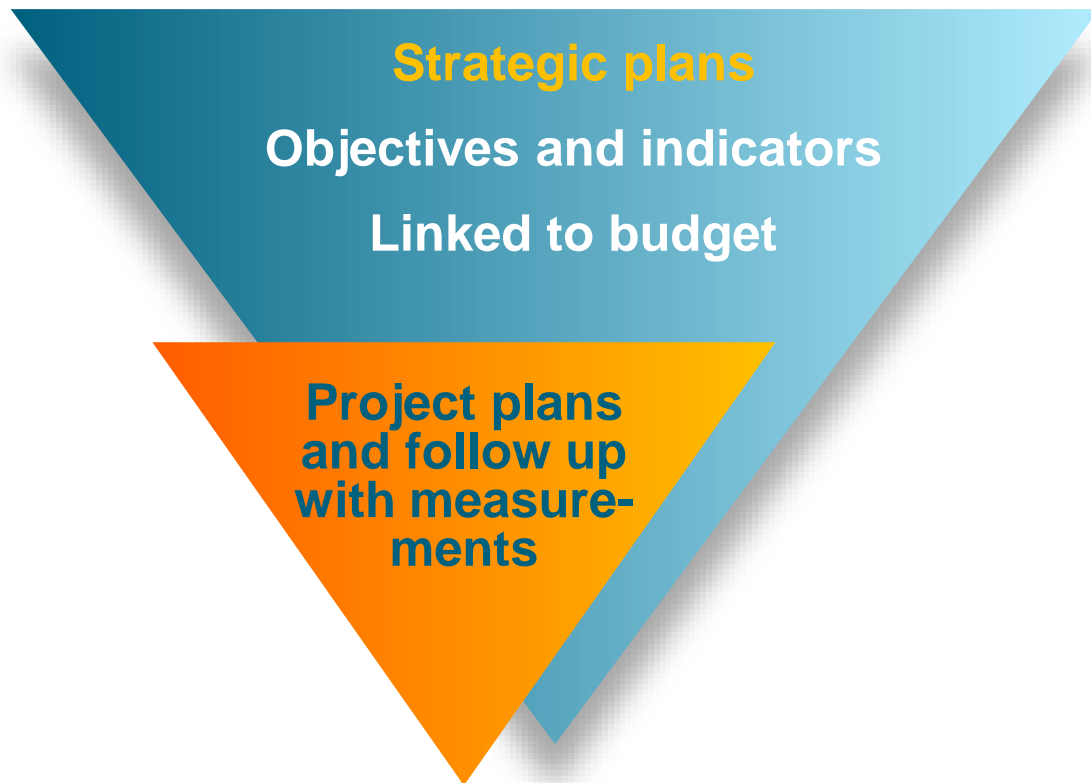 Strategic plans
Objectives and indicators
Linked to budget
Project plans
and follow up
with measure-
ments